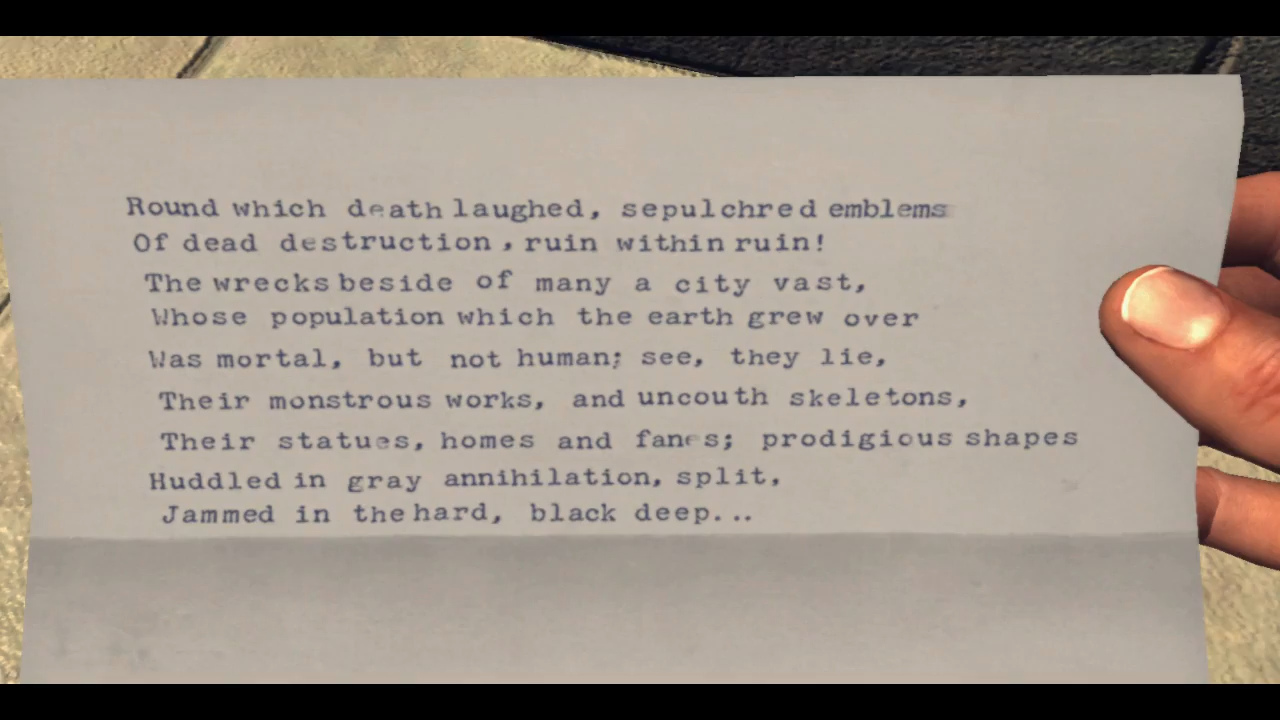 Round which death laughed, sepulchred emblems
Of dead destruction, ruin within ruin!
The wrecks beside of many a city vast,
Whose population which the earth grew over
Was mortal, but not human; see, they lie,
Their monstrous works, and uncouth skeletons,
Their statues, homes and fanes; prodigious shapes
Huddled in gray annihilation, split,
Jammed in the hard, black deep...